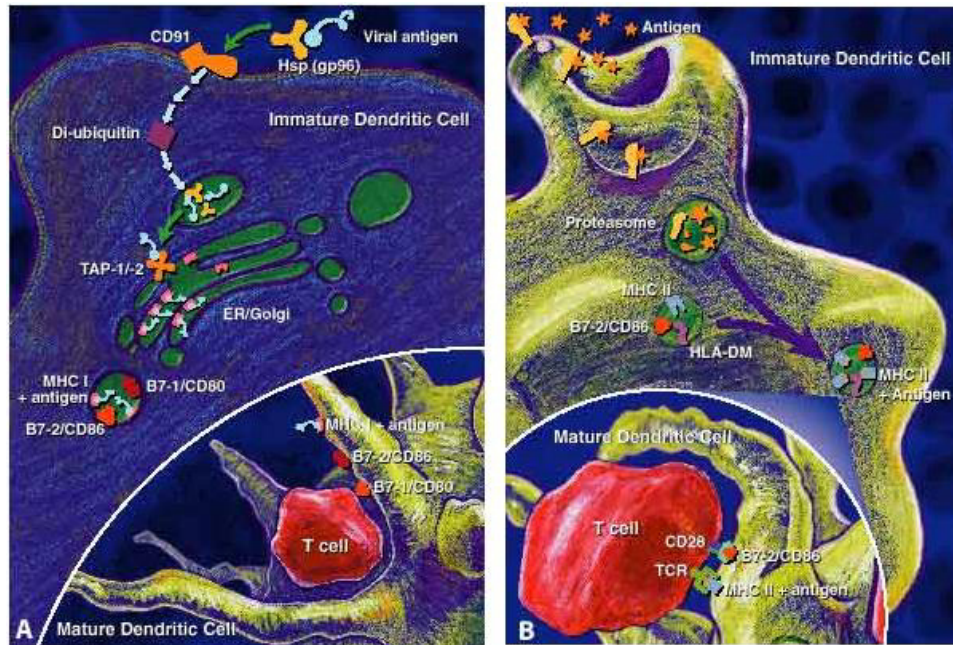 CD91
Viral antigen
Hsp (gp96)
Immature Dendritic Cell
Di-ubiquitin
TAP-1/-2
ER/Golgi
MHC I
+ antigen
B7-1/CD80
B7-2/CD86
MHC I + antigen
B7-2/CD86
B7-1/CD80
T cell
Mature Dendritic Cell
A
Antigen
Immature Dendritic Cell
Proteasome
MHC II
B7-2/CD86
HLA-DM
MHC II
+ Antigen
Mature Dendritic Cell
T cell
CD28
B7-2/CD86
TCR
MHC II + antigen
B